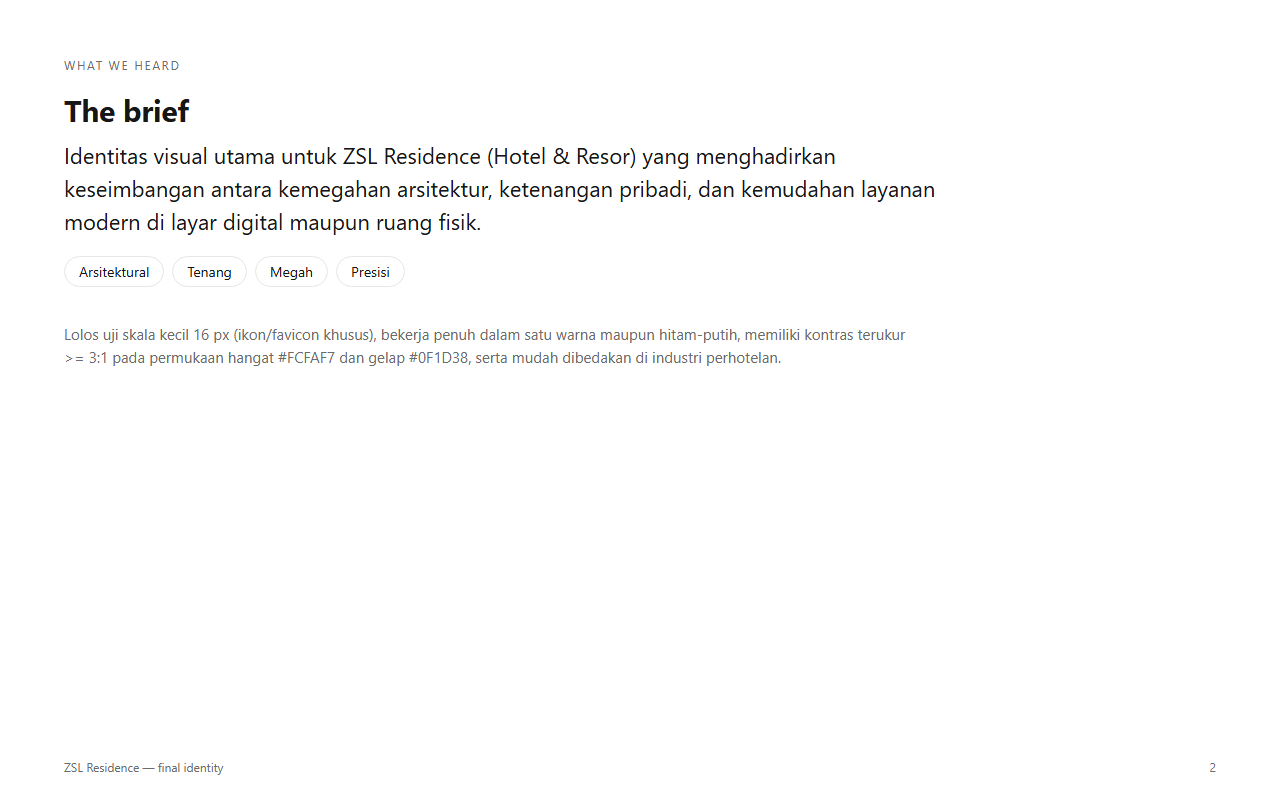 WHAT WE HEARD
The brief
Identitas visual utama untuk ZSL Residence (Hotel & Resor) yang menghadirkan
keseimbangan antara kemegahan arsitektur, ketenangan pribadi, dan kemudahan layanan
modern di layar digital maupun ruang fisik.
Arsitektural Tenang Megah Presisi
Lolos uji skala kecil 16 px (ikon/favicon khusus), bekerja penuh dalam satu warna maupun hitam-putih, memiliki kontras terukur
>= 3:1 pada permukaan hangat #FCFAF7 dan gelap #0F1D38, serta mudah dibedakan di industri perhotelan.
ZSL Residence — final identity 2